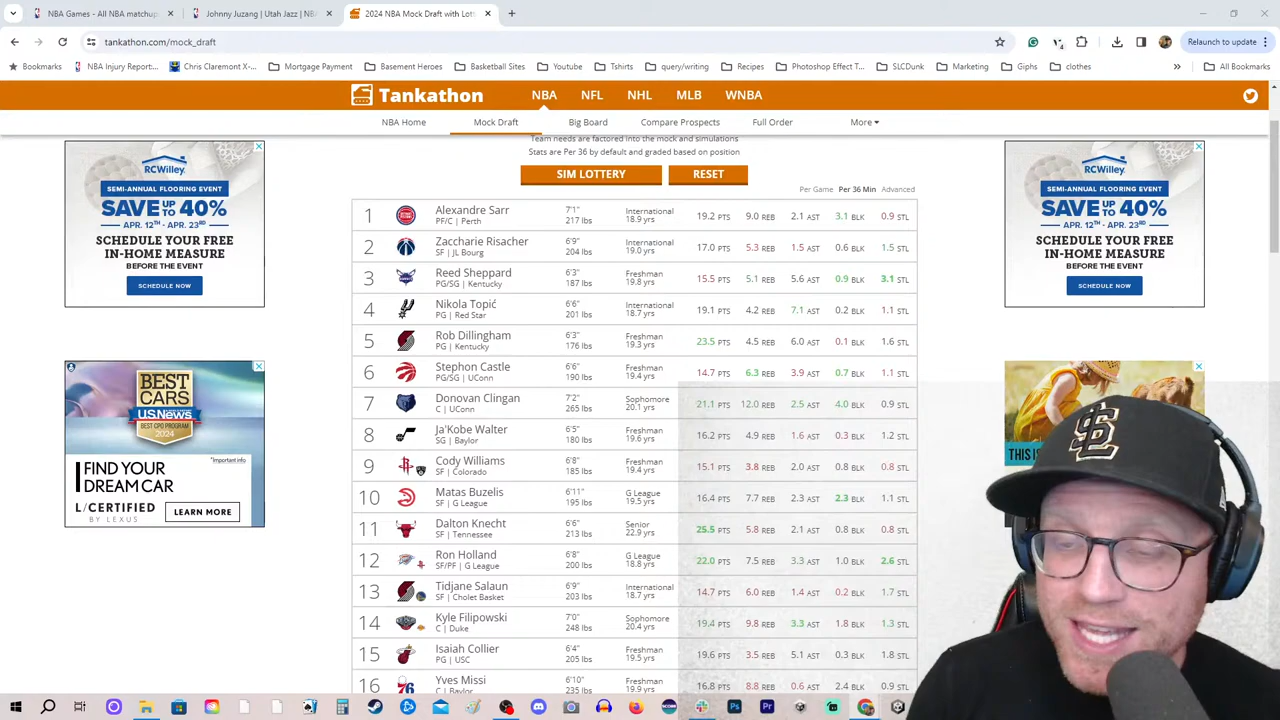 NBA Games - All NBA matchup
Johnny Juzang | Utah Jazz | NBA
2024 NBA Mock Draft with Lott
tankathon.com/mock_draft
Relaunch to update
Bookmarks
NBA Injury Report:...
Chris Claremont X-...
Mortgage Payment
Basement Heroes
Basketball Sites
Youtube
Tshirts
query/writing
Recipes
Photoshop Effect T...
SLCDunk
Marketing
Giphs
clothes
»
All Bookmarks
Tankathon
NBA NFL NHL MLB WNBA
NBA Home Mock Draft Big Board Compare Prospects Full Order More
Team needs are factored into the mock and simulations
Stats are Per 36 by default and graded based on position
SIM LOTTERY RESET
Per Game Per 36 Min Advanced
1 Alexandre Sarr 7'1" International 19.2 PTS 9.0 REB 2.1 AST 3.1 BLK 0.9 STL
PF/C | Perth 217 lbs 18.9 yrs
2 Zaccharie Risacher 6'9" International 17.0 PTS 5.3 REB 1.5 AST 0.6 BLK 1.5 STL
SF | JL Bourg 204 lbs 19.0 yrs
3 Reed Sheppard 6'3" Freshman 15.5 PTS 5.1 REB 5.6 AST 0.9 BLK 3.1 STL
PG/SG | Kentucky 187 lbs 19.8 yrs
4 Nikola Topić 6'6" International 19.1 PTS 4.2 REB 7.1 AST 0.2 BLK 1.1 STL
PG | Red Star 201 lbs 18.7 yrs
5 Rob Dillingham 6'3" Freshman 23.5 PTS 4.5 REB 6.0 AST 0.1 BLK 1.6 STL
PG | Kentucky 176 lbs 19.3 yrs
6 Stephon Castle 6'6" Freshman 14.7 PTS 6.3 REB 3.9 AST 0.7 BLK 1.1 STL
PG/SG | UConn 190 lbs 19.4 yrs
7 Donovan Clingan 7'2" Sophomore 21.1 PTS 12.0 REB 2.5 AST 4.0 BLK 0.9 STL
C | UConn 265 lbs 20.1 yrs
8 Ja'Kobe Walter 6'5" Freshman 16.2 PTS 4.9 REB 1.6 AST 0.3 BLK 1.2 STL
SG | Baylor 180 lbs 19.6 yrs
9 Cody Williams 6'8" Freshman 15.1 PTS 3.8 REB 2.0 AST 0.8 BLK 0.8 STL
SF | Colorado 185 lbs 19.4 yrs
10 Matas Buzelis 6'11" G League 16.4 PTS 7.7 REB 2.3 AST 2.3 BLK 1.1 STL
SF | G League 195 lbs 19.5 yrs
11 Dalton Knecht 6'6" Senior 25.5 PTS 5.8 REB 2.1 AST 0.8 BLK 0.8 STL
SF | Tennessee 213 lbs 22.9 yrs
12 Ron Holland 6'8" G League 22.0 PTS 7.5 REB 3.3 AST 1.0 BLK 2.6 STL
SF/PF | G League 200 lbs 18.8 yrs
13 Tidjane Salaun 6'9" International 14.7 PTS 6.0 REB 1.4 AST 0.2 BLK 1.7 STL
SF | Cholet Basket 203 lbs 18.7 yrs
14 Kyle Filipowski 7'0" Sophomore 19.4 PTS 9.8 REB 3.3 AST 1.8 BLK 1.3 STL
C | Duke 248 lbs 20.4 yrs
15 Isaiah Collier 6'4" Freshman 19.6 PTS 3.5 REB 5.1 AST 0.3 BLK 1.8 STL
PG | USC 205 lbs 19.5 yrs
16 Yves Missi 6'10" Freshman 16.8 PTS 8.8 REB 0.6 AST 2.4 BLK 0.9 STL
C | Baylor 235 lbs 19.9 yrs
RCWilley
SEMI-ANNUAL FLOORING EVENT
SAVE UP TO 40%
APR. 12TH - APR. 23RD
SCHEDULE YOUR FREE
IN-HOME MEASURE
BEFORE THE EVENT
SCHEDULE NOW
BEST
CARS
U.S.News
BEST CPO PROGRAM
2024
*Important info
FIND YOUR
DREAM CAR
L/CERTIFIED
BY LEXUS
LEARN MORE
RCWilley
SEMI-ANNUAL FLOORING EVENT
SAVE UP TO 40%
APR. 12TH - APR. 23RD
SCHEDULE YOUR FREE
IN-HOME MEASURE
BEFORE THE EVENT
SCHEDULE NOW
THIS IS